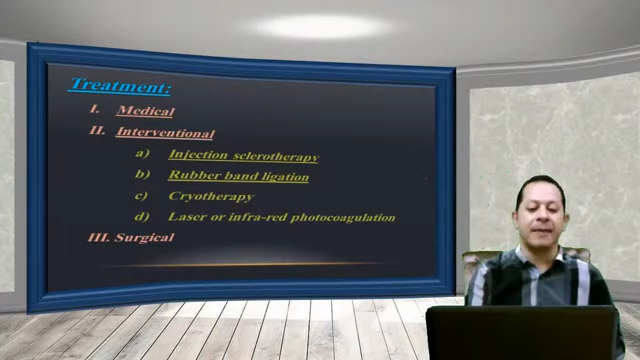 Treatment:
I. Medical
II. Interventional
a) Injection sclerotherapy
b) Rubber band ligation
c) Cryotherapy
d) Laser or infra-red photocoagulation
III. Surgical